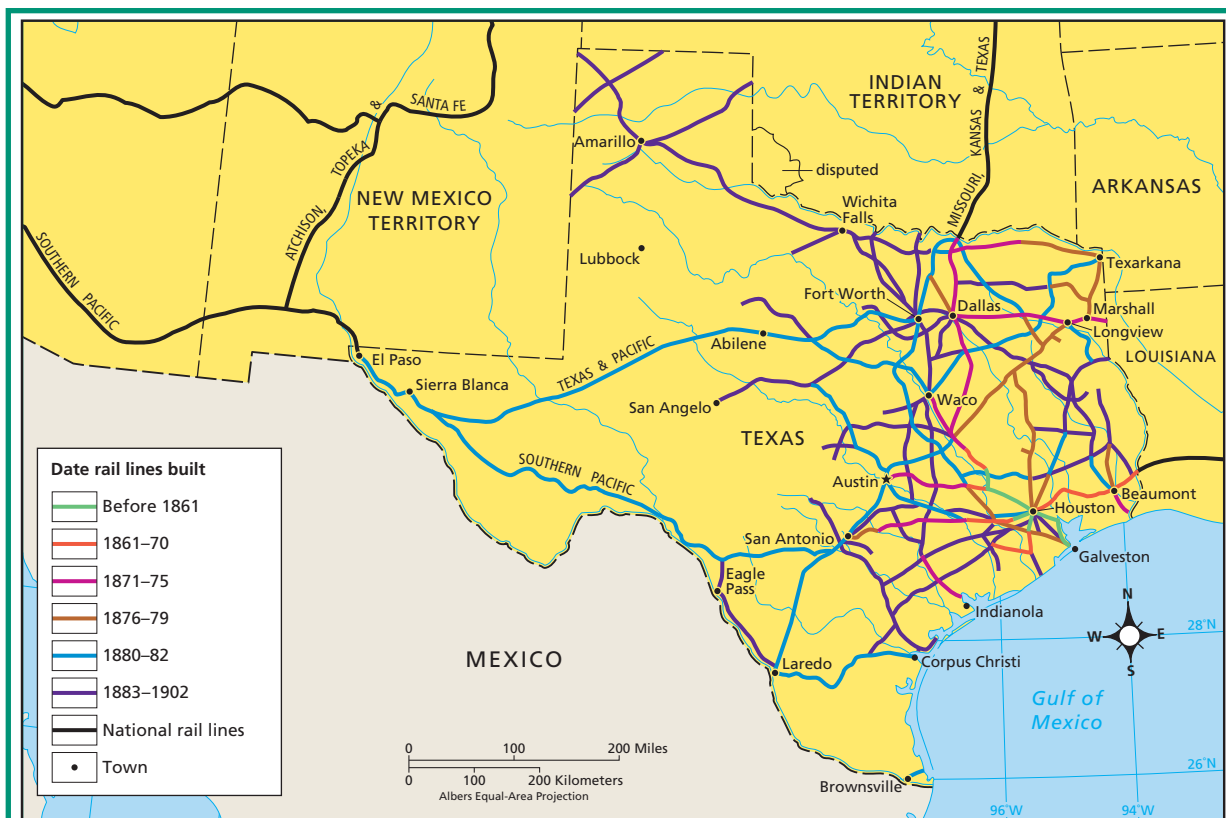 INDIAN
TERRITORY
MISSOURI, KANSAS & TEXAS
ATCHISON, TOPEKA & SANTA FE
Amarillo
disputed
ARKANSAS
NEW MEXICO
TERRITORY
Wichita
Falls
SOUTHERN PACIFIC
Lubbock
Texarkana
Fort Worth
Dallas
Marshall
Longview
LOUISIANA
Abilene
TEXAS & PACIFIC
El Paso
Sierra Blanca
San Angelo
Waco
TEXAS
SOUTHERN PACIFIC
Austin
Beaumont
Houston
San Antonio
Galveston
Eagle
Pass
Indianola
MEXICO
Laredo
Corpus Christi
Gulf of
Mexico
Brownsville
N
W
E
S
28°N
26°N
96°W
94°W
Date rail lines built
Before 1861
1861–70
1871–75
1876–79
1880–82
1883–1902
National rail lines
Town
0 100 200 Miles
0 100 200 Kilometers
Albers Equal-Area Projection